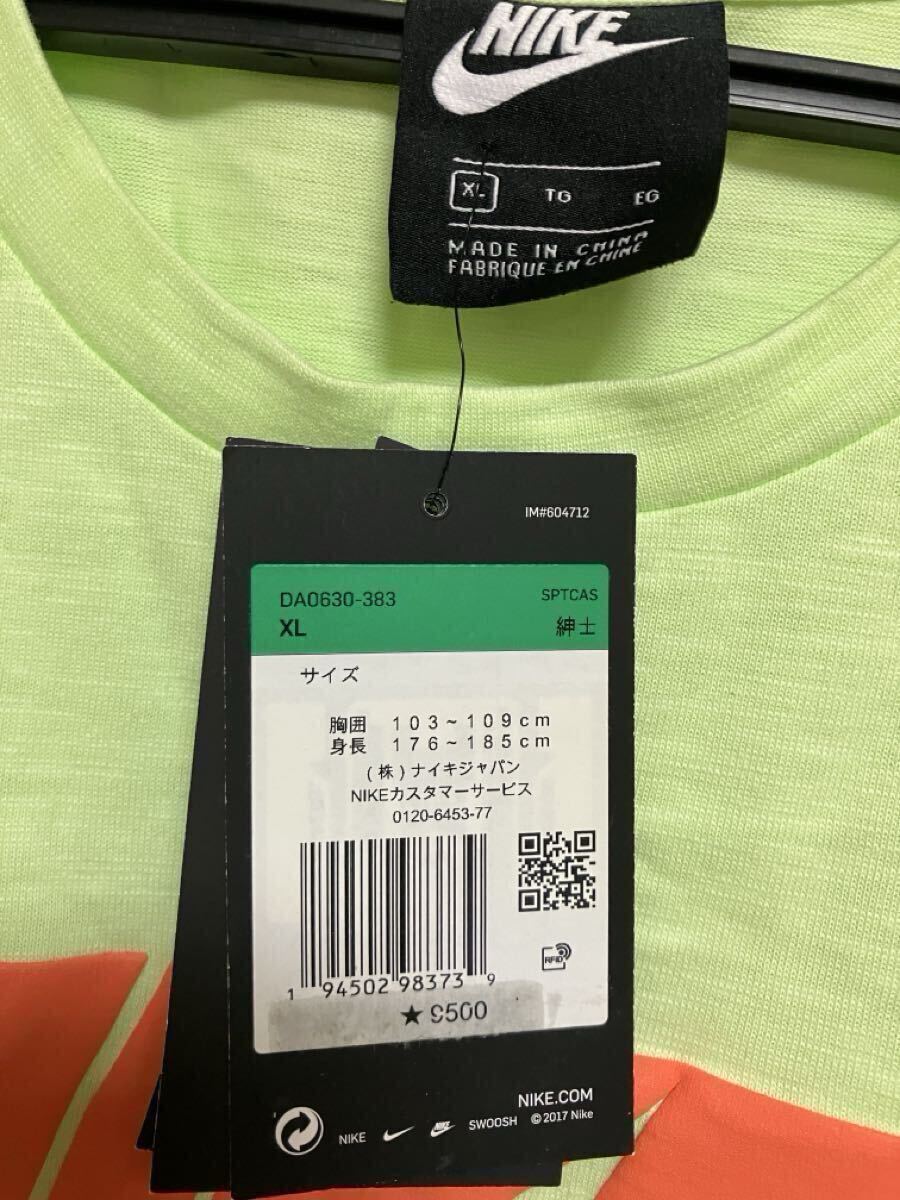 NIKE
XL TG EG
MADE IN CHINA
FABRIQUE EN CHINE
IM#604712
DA0630-383 SPTCAS
XL 紳士
サイズ
胸囲 103~109cm
身長 176~185cm
(株)ナイキジャパン
NIKEカスタマーサービス
0120-6453-77
RFID
1 94502 98373 9
★9500
NIKE.COM
NIKE NIKE SWOOSH ©2017 Nike